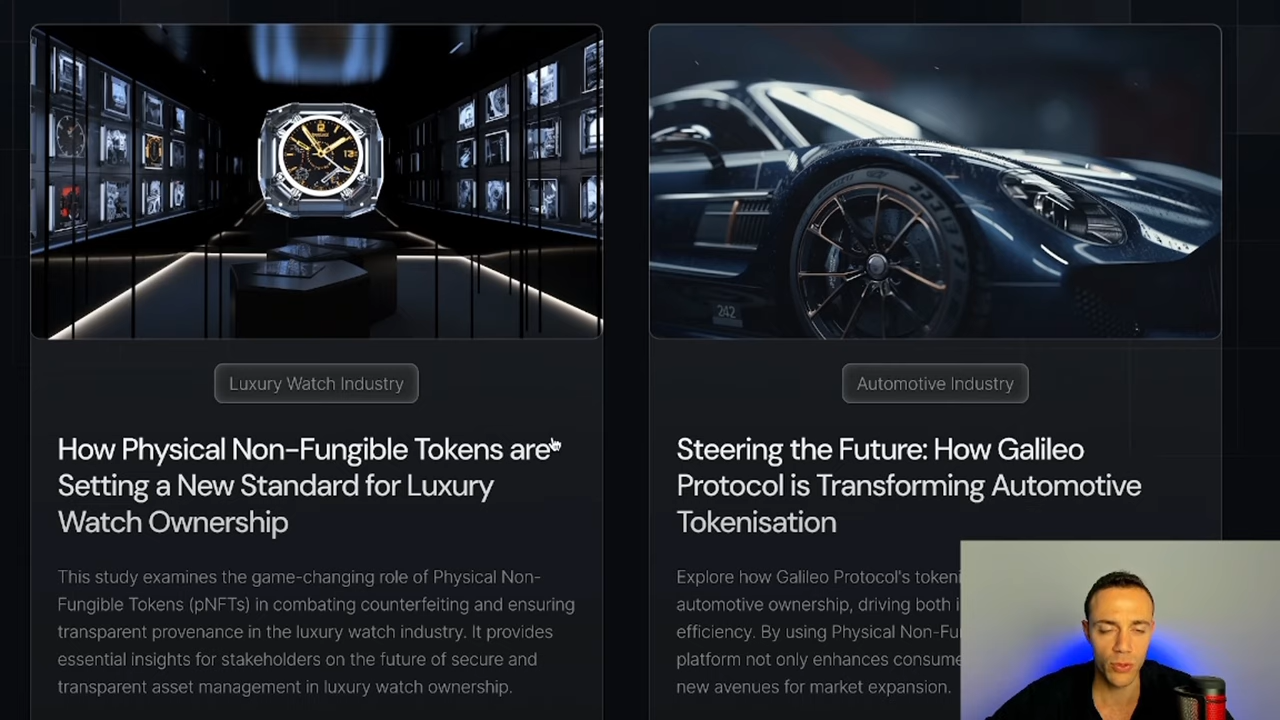 Luxury Watch Industry
How Physical Non-Fungible Tokens are
Setting a New Standard for Luxury
Watch Ownership
This study examines the game-changing role of Physical Non-
Fungible Tokens (pNFTs) in combating counterfeiting and ensuring
transparent provenance in the luxury watch industry. It provides
essential insights for stakeholders on the future of secure and
transparent asset management in luxury watch ownership.
242
Automotive Industry
Steering the Future: How Galileo
Protocol is Transforming Automotive
Tokenisation
Explore how Galileo Protocol's tokeni
automotive ownership, driving both i
efficiency. By using Physical Non-Fu
platform not only enhances consume
new avenues for market expansion.